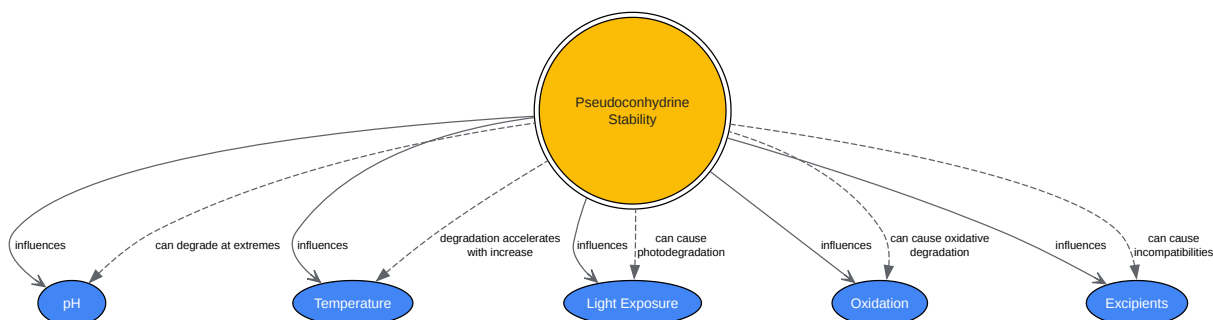 Pseudoconhydrine
Stability
influences
can degrade at extremes
influences
degradation accelerates
with increase
influences
can cause
photodegradation
influences
can cause oxidative
degradation
influences
can cause
incompatibilities
pH
Temperature
Light Exposure
Oxidation
Excipients